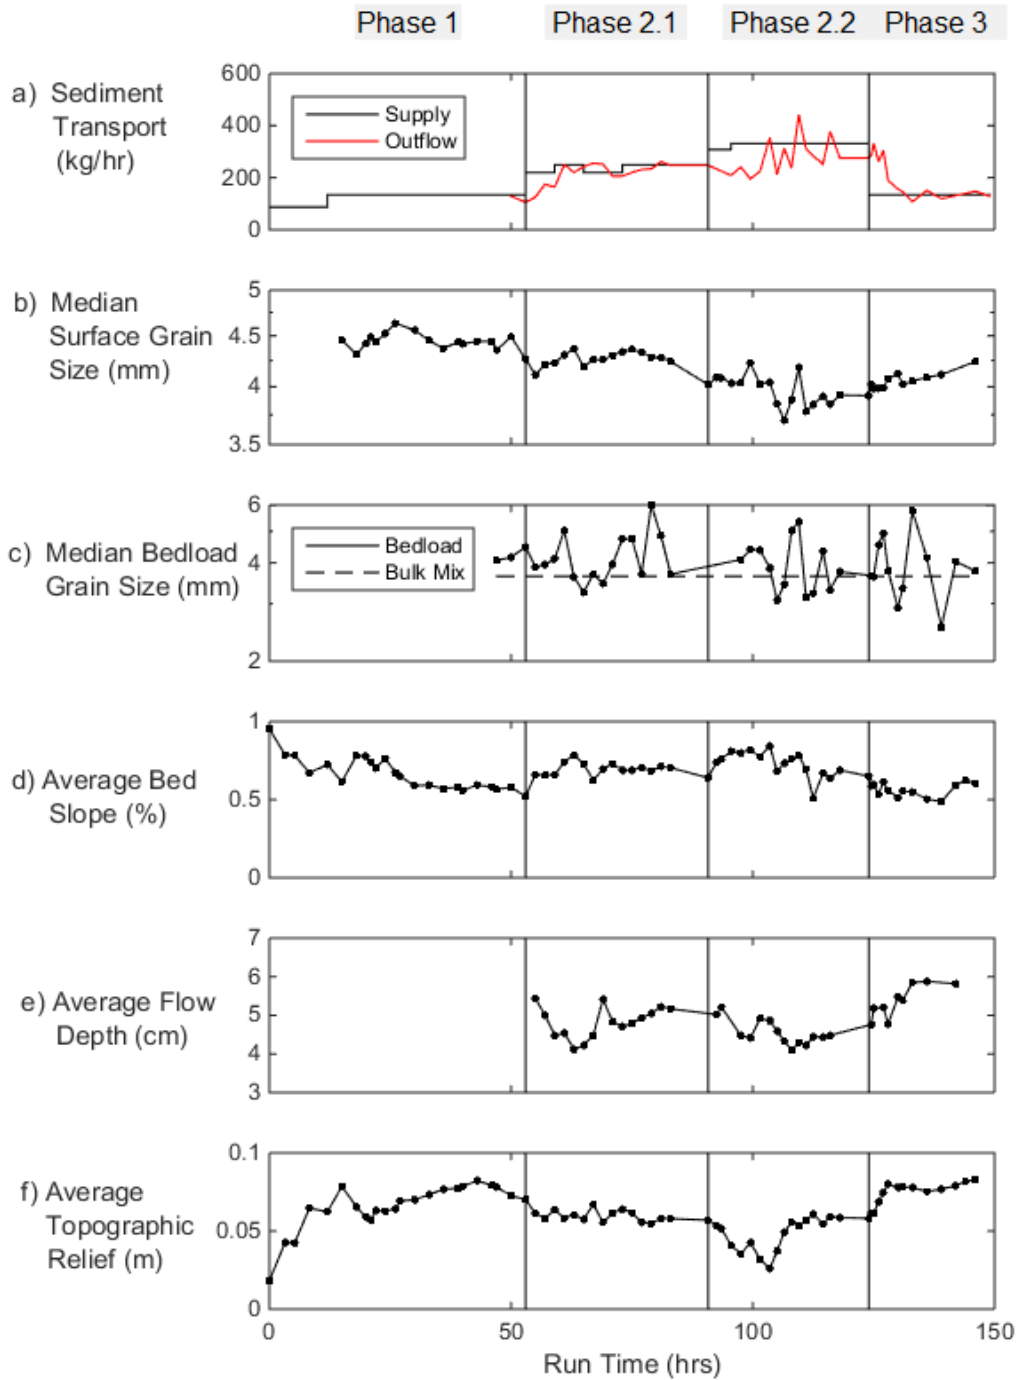 Phase 1 Phase 2.1 Phase 2.2 Phase 3
a) Sediment
Transport
(kg/hr)
600
400
200
0
Supply
Outflow
b) Median
Surface Grain
Size (mm)
5
4.5
4
3.5
c) Median Bedload
Grain Size (mm)
6
4
2
Bedload
Bulk Mix
d) Average Bed
Slope (%)
1
0.5
0
e) Average Flow
Depth (cm)
7
6
5
4
3
f) Average
Topographic
Relief (m)
0.1
0.05
0
0 50 100 150
Run Time (hrs)